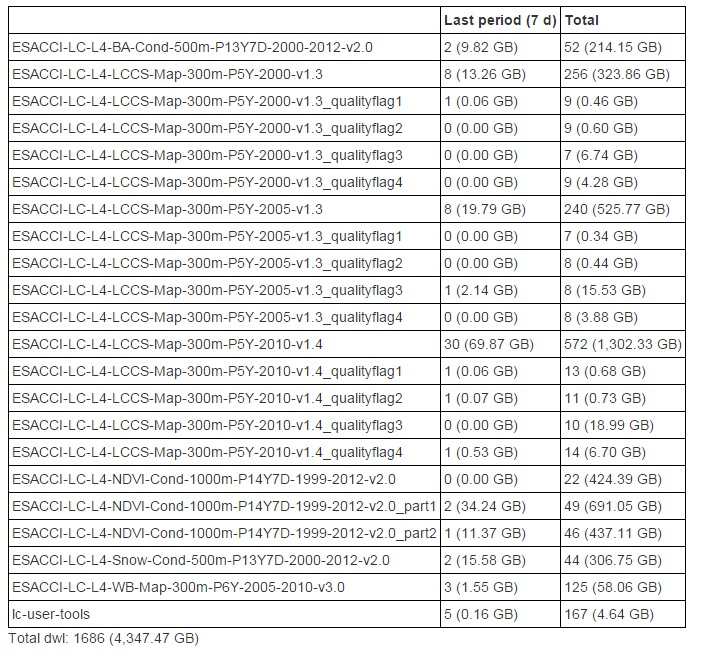 Last period (7 d) Total
ESACCI-LC-L4-BA-Cond-500m-P13Y7D-2000-2012-v2.0 2 (9.82 GB) 52 (214.15 GB)
ESACCI-LC-L4-LCCS-Map-300m-P5Y-2000-v1.3 8 (13.26 GB) 256 (323.86 GB)
ESACCI-LC-L4-LCCS-Map-300m-P5Y-2000-v1.3_qualityflag1 1 (0.06 GB) 9 (0.46 GB)
ESACCI-LC-L4-LCCS-Map-300m-P5Y-2000-v1.3_qualityflag2 0 (0.00 GB) 9 (0.60 GB)
ESACCI-LC-L4-LCCS-Map-300m-P5Y-2000-v1.3_qualityflag3 0 (0.00 GB) 7 (6.74 GB)
ESACCI-LC-L4-LCCS-Map-300m-P5Y-2000-v1.3_qualityflag4 0 (0.00 GB) 9 (4.28 GB)
ESACCI-LC-L4-LCCS-Map-300m-P5Y-2005-v1.3 8 (19.79 GB) 240 (525.77 GB)
ESACCI-LC-L4-LCCS-Map-300m-P5Y-2005-v1.3_qualityflag1 0 (0.00 GB) 7 (0.34 GB)
ESACCI-LC-L4-LCCS-Map-300m-P5Y-2005-v1.3_qualityflag2 0 (0.00 GB) 8 (0.44 GB)
ESACCI-LC-L4-LCCS-Map-300m-P5Y-2005-v1.3_qualityflag3 1 (2.14 GB) 8 (15.53 GB)
ESACCI-LC-L4-LCCS-Map-300m-P5Y-2005-v1.3_qualityflag4 0 (0.00 GB) 8 (3.88 GB)
ESACCI-LC-L4-LCCS-Map-300m-P5Y-2010-v1.4 30 (69.87 GB) 572 (1,302.33 GB)
ESACCI-LC-L4-LCCS-Map-300m-P5Y-2010-v1.4_qualityflag1 1 (0.06 GB) 13 (0.68 GB)
ESACCI-LC-L4-LCCS-Map-300m-P5Y-2010-v1.4_qualityflag2 1 (0.07 GB) 11 (0.73 GB)
ESACCI-LC-L4-LCCS-Map-300m-P5Y-2010-v1.4_qualityflag3 0 (0.00 GB) 10 (18.99 GB)
ESACCI-LC-L4-LCCS-Map-300m-P5Y-2010-v1.4_qualityflag4 1 (0.53 GB) 14 (6.70 GB)
ESACCI-LC-L4-NDVI-Cond-1000m-P14Y7D-1999-2012-v2.0 0 (0.00 GB) 22 (424.39 GB)
ESACCI-LC-L4-NDVI-Cond-1000m-P14Y7D-1999-2012-v2.0_part1 2 (34.24 GB) 49 (691.05 GB)
ESACCI-LC-L4-NDVI-Cond-1000m-P14Y7D-1999-2012-v2.0_part2 1 (11.37 GB) 46 (437.11 GB)
ESACCI-LC-L4-Snow-Cond-500m-P13Y7D-2000-2012-v2.0 2 (15.58 GB) 44 (306.75 GB)
ESACCI-LC-L4-WB-Map-300m-P6Y-2005-2010-v3.0 3 (1.55 GB) 125 (58.06 GB)
lc-user-tools 5 (0.16 GB) 167 (4.64 GB)
Total dwl: 1686 (4,347.47 GB)